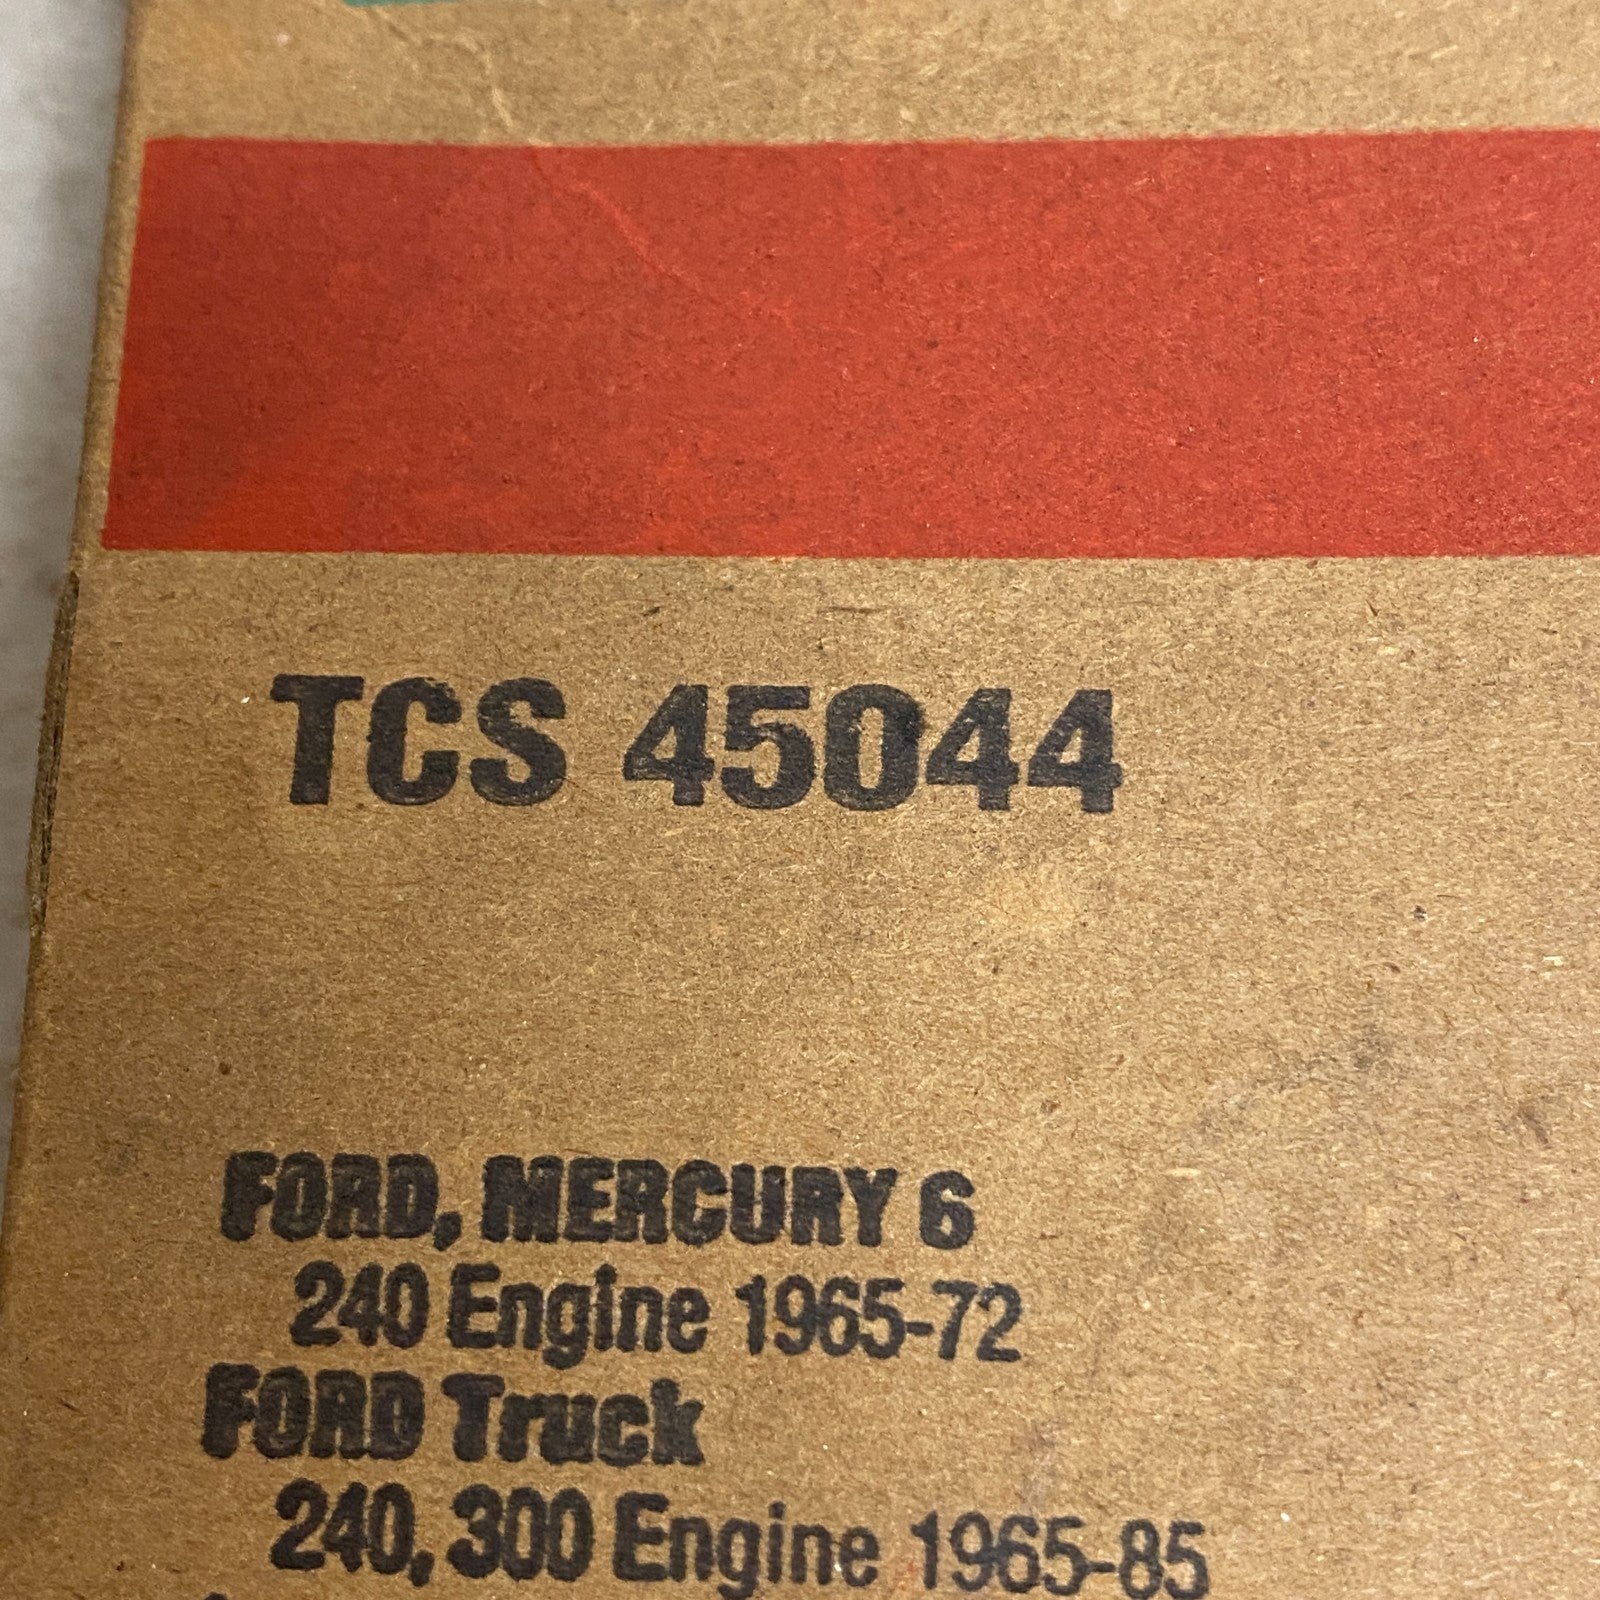 TCS 45044
FORD, MERCURY 6
240 Engine 1965-72
FORD Truck
240, 300 Engine 1965-85